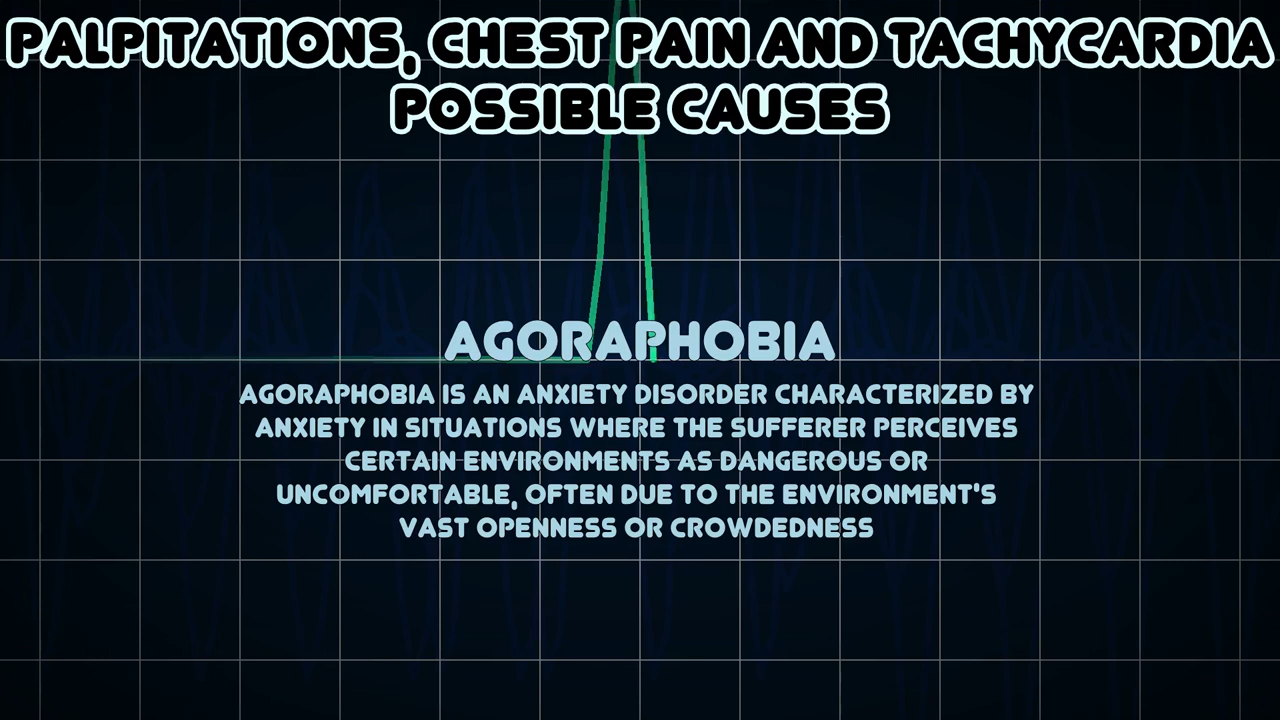 PALPITATIONS, CHEST PAIN AND TACHYCARDIA
POSSIBLE CAUSES
AGORAPHOBIA
AGORAPHOBIA IS AN ANXIETY DISORDER CHARACTERIZED BY
ANXIETY IN SITUATIONS WHERE THE SUFFERER PERCEIVES
CERTAIN ENVIRONMENTS AS DANGEROUS OR
UNCOMFORTABLE, OFTEN DUE TO THE ENVIRONMENT'S
VAST OPENNESS OR CROWDEDNESS